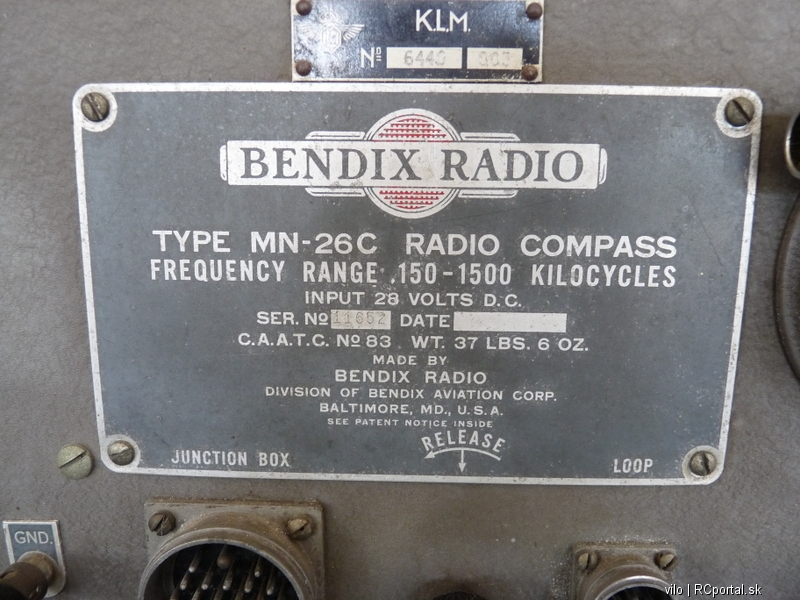 K.L.M.
Nº
BENDIX RADIO
TYPE MN-26C RADIO COMPASS
FREQUENCY RANGE .150-1500 KILOCYCLES
INPUT 28 VOLTS D.C.
SER. Nº 11652 DATE
C.A.A.T.C. Nº 83 WT. 37 LBS. 6 OZ.
MADE BY
BENDIX RADIO
DIVISION OF BENDIX AVIATION CORP.
BALTIMORE, MD., U.S.A.
SEE PATENT NOTICE INSIDE
RELEASE
JUNCTION BOX LOOP
GND.
vilo | RCportal.sk